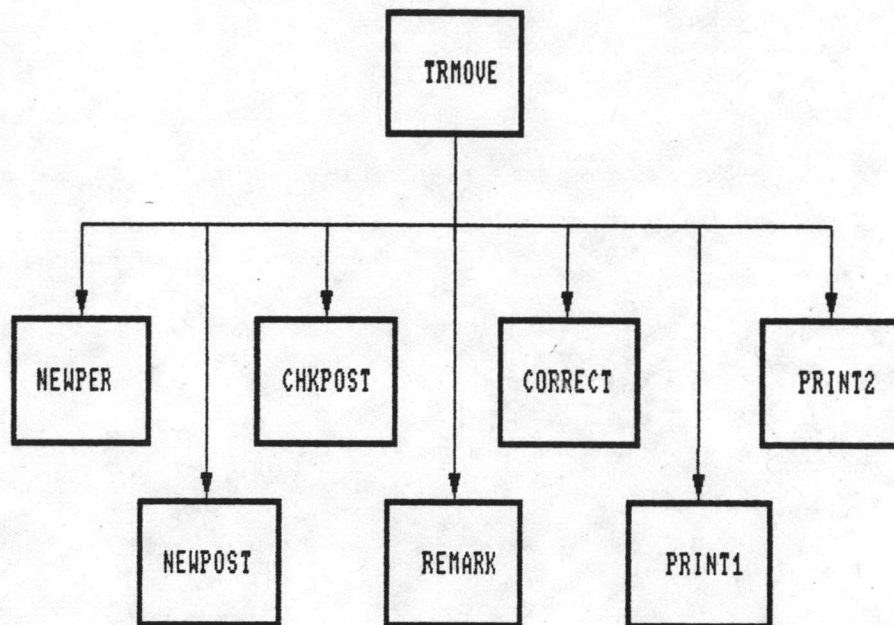 TRMOVE
NEWPER
CHKPOST
CORRECT
PRINT2
NEWPOST
REMARK
PRINT1